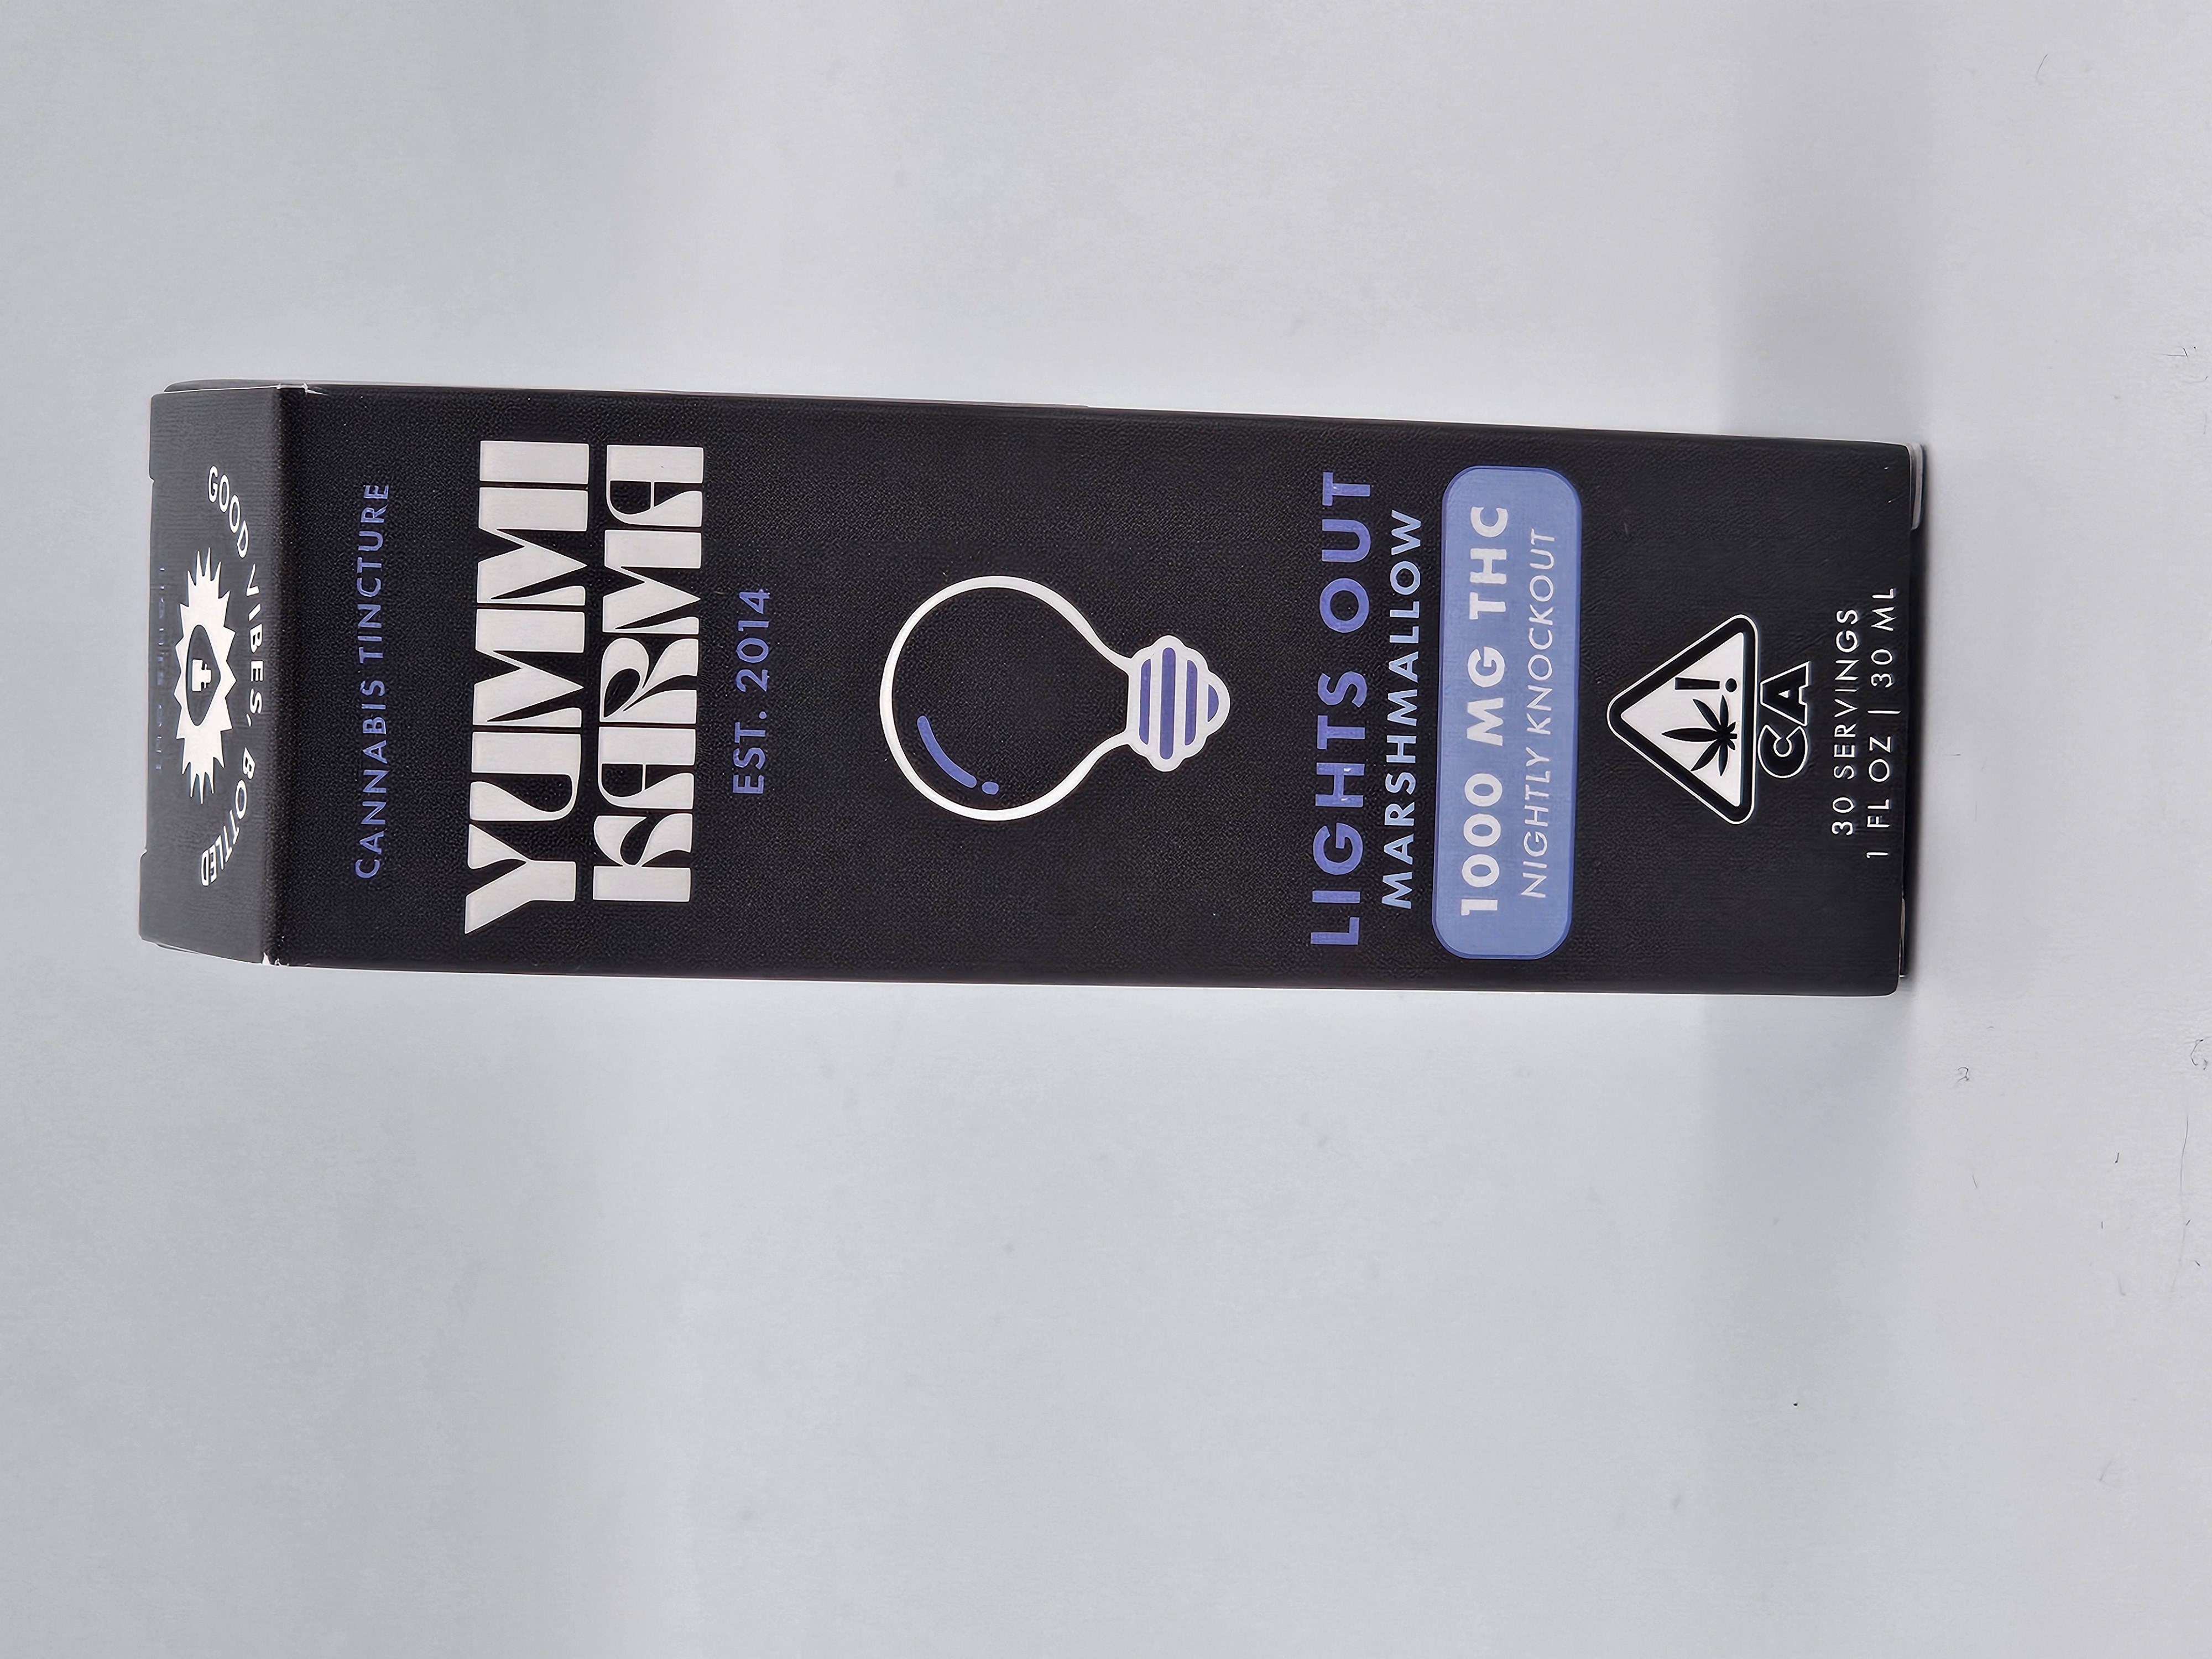 GOOD VIBES, BOTTLED
CANNABIS TINCTURE
YUMMI
KARMA
EST. 2014
LIGHTS OUT
MARSHMALLOW
1000 MG THC
NIGHTLY KNOCKOUT
!
CA
30 SERVINGS
1 FL OZ | 30 ML